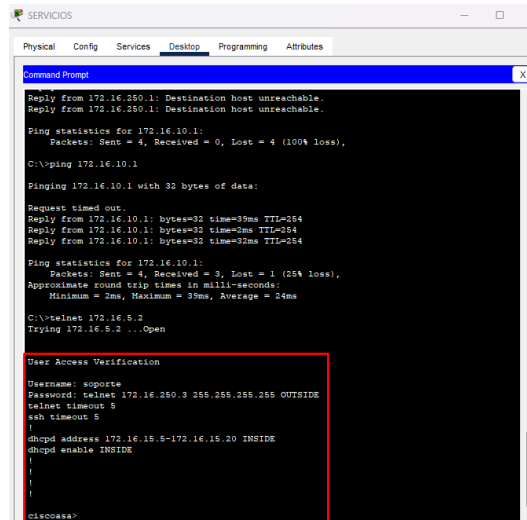 SERVICIOS
Physical Config Services Desktop Programming Attributes
Command Prompt X
Reply from 172.16.250.1: Destination host unreachable.
Reply from 172.16.250.1: Destination host unreachable.
Ping statistics for 172.16.10.1:
Packets: Sent = 4, Received = 0, Lost = 4 (100% loss),
C:\>ping 172.16.10.1
Pinging 172.16.10.1 with 32 bytes of data:
Request timed out.
Reply from 172.16.10.1: bytes=32 time=39ms TTL=254
Reply from 172.16.10.1: bytes=32 time=2ms TTL=254
Reply from 172.16.10.1: bytes=32 time=32ms TTL=254
Ping statistics for 172.16.10.1:
Packets: Sent = 4, Received = 3, Lost = 1 (25% loss),
Approximate round trip times in milli-seconds:
Minimum = 2ms, Maximum = 39ms, Average = 24ms
C:\>telnet 172.16.5.2
Trying 172.16.5.2 ...Open
User Access Verification
Username: soporte
Password: telnet 172.16.250.3 255.255.255.255 OUTSIDE
telnet timeout 5
ssh timeout 5
!
dhcpd address 172.16.15.5-172.16.15.20 INSIDE
dhcpd enable INSIDE
!
!
!
!
ciscoasa>